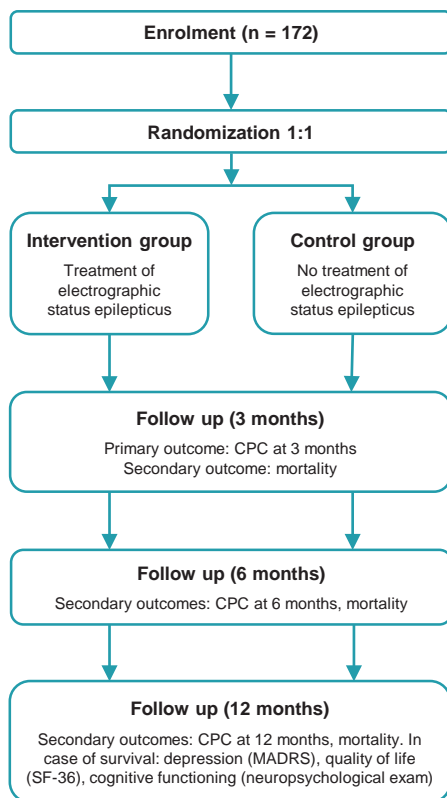 Enrolment (n = 172)
Randomization 1:1
Intervention group
Treatment of
electrographic
status epilepticus
Control group
No treatment of
electrographic
status epilepticus
Follow up (3 months)
Primary outcome: CPC at 3 months
Secondary outcome: mortality
Follow up (6 months)
Secondary outcomes: CPC at 6 months, mortality
Follow up (12 months)
Secondary outcomes: CPC at 12 months, mortality. In
case of survival: depression (MADRS), quality of life
(SF-36), cognitive functioning (neuropsychological exam)